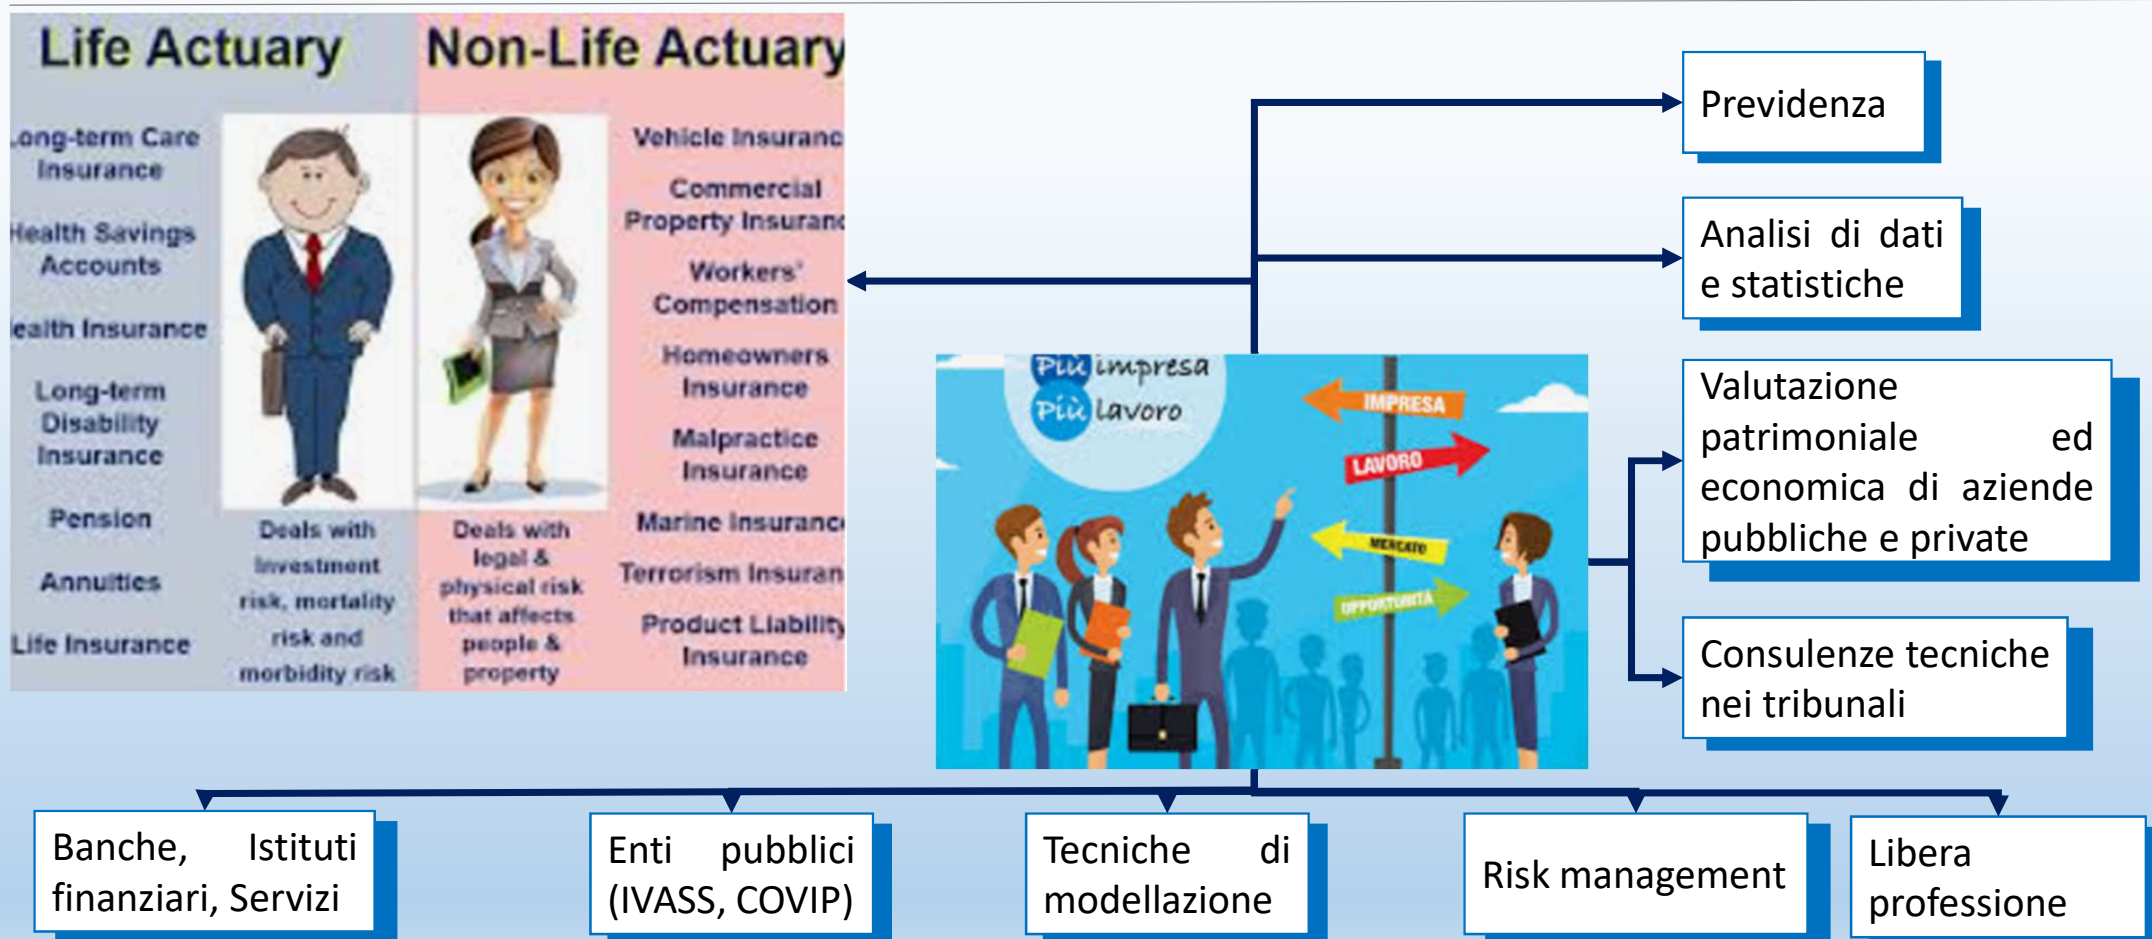 Life Actuary
Long-term Care
Insurance
Health Savings
Accounts
Health Insurance
Long-term
Disability
Insurance
Pension
Annuities
Life Insurance
Deals with
Investment
risk, mortality
risk and
morbidity risk
Non-Life Actuary
Deals with
legal &
physical risk
that affects
people &
property
Vehicle Insuranc
Commercial
Property Insuranc
Workers'
Compensation
Homeowners
Insurance
Malpractice
Insurance
Marine Insuranc
Terrorism Insuran
Product Liability
Insurance
Più impresa
Più lavoro
IMPRESA
LAVORO
MERCATO
OPPORTUNITÀ
Previdenza
Analisi di dati
e statistiche
Valutazione
patrimoniale ed
economica di aziende
pubbliche e private
Consulenze tecniche
nei tribunali
Banche, Istituti
finanziari, Servizi
Enti pubblici
(IVASS, COVIP)
Tecniche di
modellazione
Risk management
Libera
professione